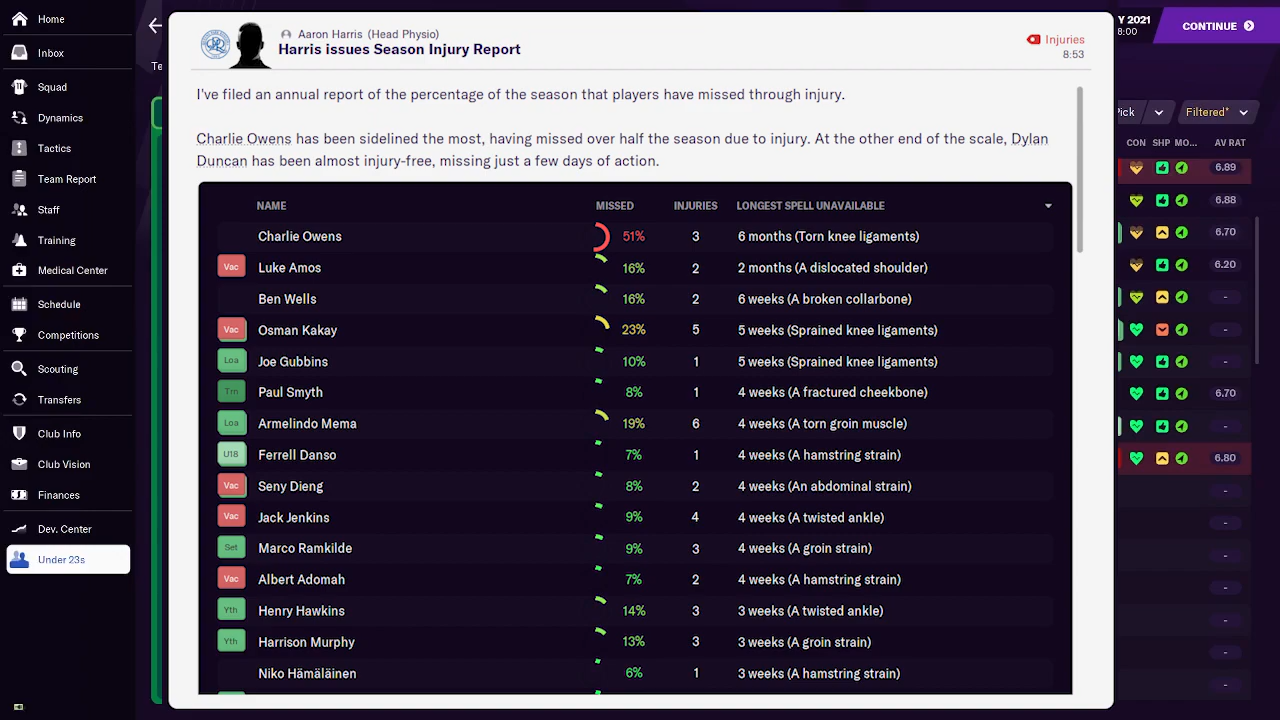 Home
Inbox
Squad
Dynamics
Tactics
Team Report
Staff
Training
Medical Center
Schedule
Competitions
Scouting
Transfers
Club Info
Club Vision
Finances
Dev. Center
Under 23s
Te
Aaron Harris (Head Physio)
Harris issues Season Injury Report
Injuries
8:53
I've filed an annual report of the percentage of the season that players have missed through injury.
Charlie Owens has been sidelined the most, having missed over half the season due to injury. At the other end of the scale, Dylan
Duncan has been almost injury-free, missing just a few days of action.
NAME MISSED INJURIES LONGEST SPELL UNAVAILABLE
Charlie Owens 51% 3 6 months (Torn knee ligaments)
Vac Luke Amos 16% 2 2 months (A dislocated shoulder)
Ben Wells 16% 2 6 weeks (A broken collarbone)
Vac Osman Kakay 23% 5 5 weeks (Sprained knee ligaments)
Loa Joe Gubbins 10% 1 5 weeks (Sprained knee ligaments)
Trn Paul Smyth 8% 1 4 weeks (A fractured cheekbone)
Loa Armelindo Mema 19% 6 4 weeks (A torn groin muscle)
U18 Ferrell Danso 7% 1 4 weeks (A hamstring strain)
Vac Seny Dieng 8% 2 4 weeks (An abdominal strain)
Vac Jack Jenkins 9% 4 4 weeks (A twisted ankle)
Set Marco Ramkilde 9% 3 4 weeks (A groin strain)
Vac Albert Adomah 7% 2 4 weeks (A hamstring strain)
Yth Henry Hawkins 14% 3 3 weeks (A twisted ankle)
Yth Harrison Murphy 13% 3 3 weeks (A groin strain)
Niko Hämäläinen 6% 1 3 weeks (A hamstring strain)
Y 2021
8:00
CONTINUE
Pick
Filtered*
CON SHP MO... AV RAT
6.89
6.88
6.70
6.20
-
-
-
6.70
-
6.80
-
-
-
-
-
-
-